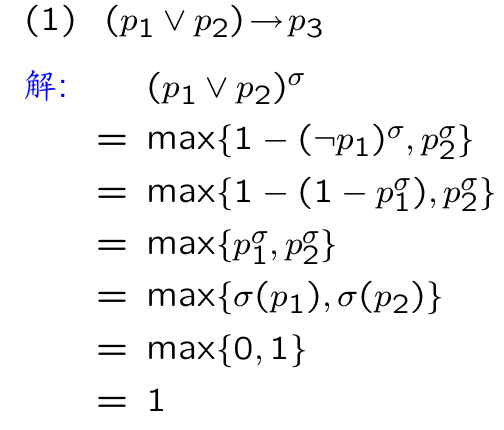 (1) (p₁ ∨ p₂)→p₃
解: (p₁ ∨ p₂)^σ
= max{1 − (¬p₁)^σ, p₂^σ}
= max{1 − (1 − p₁^σ), p₂^σ}
= max{p₁^σ, p₂^σ}
= max{σ(p₁), σ(p₂)}
= max{0, 1}
= 1